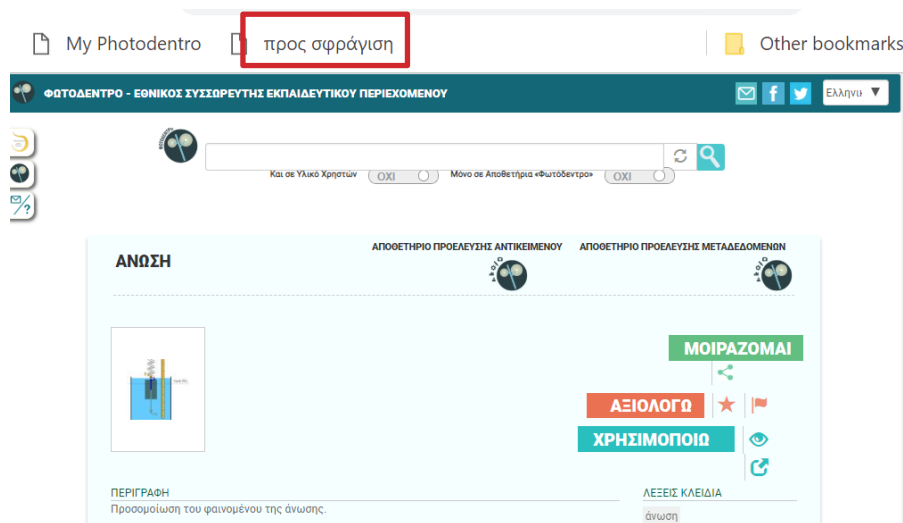 My Photodentro προς σφράγιση Other bookmarks
ΦΩΤΟΔΕΝΤΡΟ - ΕΘΝΙΚΟΣ ΣΥΣΣΩΡΕΥΤΗΣ ΕΚΠΑΙΔΕΥΤΙΚΟΥ ΠΕΡΙΕΧΟΜΕΝΟΥ
Και σε Υλικό Χρηστών ΟΧΙ Μόνο σε Αποθετήρια «Φωτόδεντρο» ΟΧΙ
ΑΝΩΣΗ
ΑΠΟΘΕΤΗΡΙΟ ΠΡΟΕΛΕΥΣΗΣ ΑΝΤΙΚΕΙΜΕΝΟΥ ΑΠΟΘΕΤΗΡΙΟ ΠΡΟΕΛΕΥΣΗΣ ΜΕΤΑΔΕΔΟΜΕΝΩΝ
ΜΟΙΡΑΖΟΜΑΙ
ΑΞΙΟΛΟΓΩ
ΧΡΗΣΙΜΟΠΟΙΩ
ΠΕΡΙΓΡΑΦΗ
Προσομοίωση του φαινομένου της άνωσης.
ΛΕΞΕΙΣ ΚΛΕΙΔΙΑ
άνωση